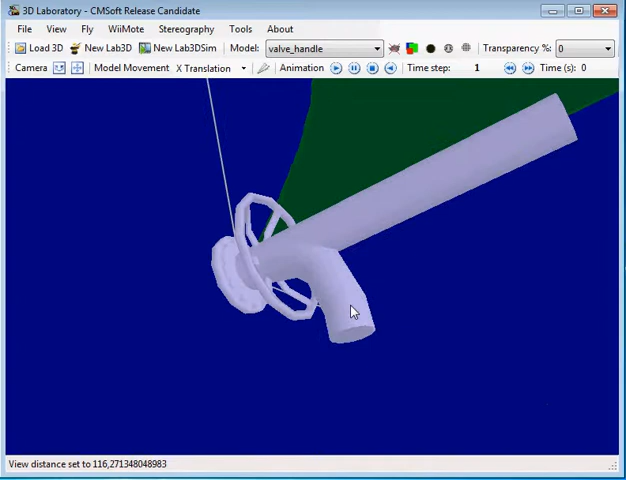 3D Laboratory - CMSoft Release Candidate
File View Fly WiiMote Stereography Tools About
Load 3D New Lab3D New Lab3DSim Model: valve_handle Transparency %: 0
Camera Model Movement X Translation Animation Time step: 1 Time (s): 0
View distance set to 116,271348048983